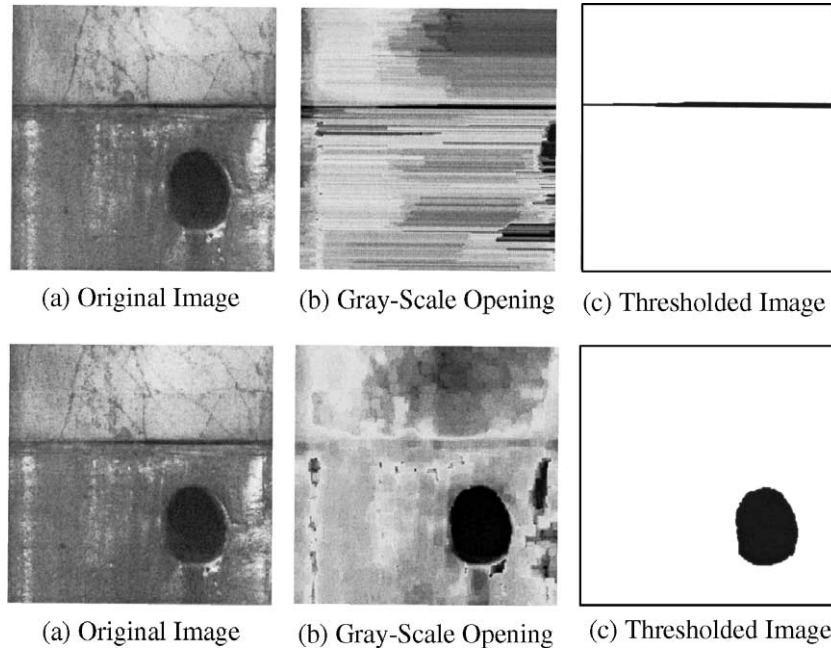 (a) Original Image
(b) Gray-Scale Opening
(c) Thresholded Image
(a) Original Image
(b) Gray-Scale Opening
(c) Thresholded Image